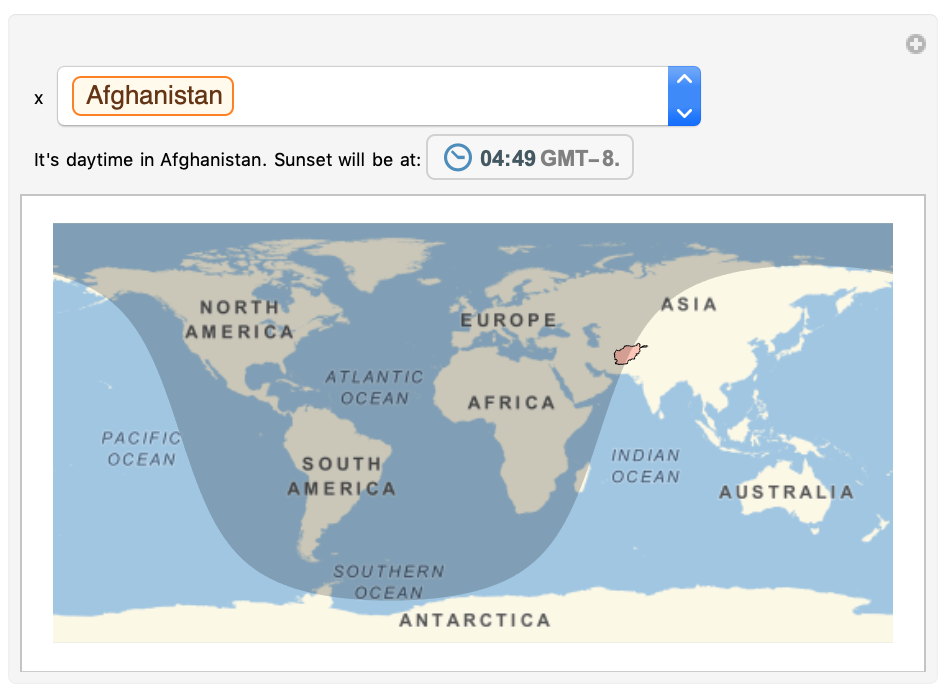 x Afghanistan
It's daytime in Afghanistan. Sunset will be at: 04:49 GMT−8.
NORTH
AMERICA
EUROPE
ASIA
ATLANTIC
OCEAN
AFRICA
PACIFIC
OCEAN
SOUTH
AMERICA
INDIAN
OCEAN
AUSTRALIA
SOUTHERN
OCEAN
ANTARCTICA